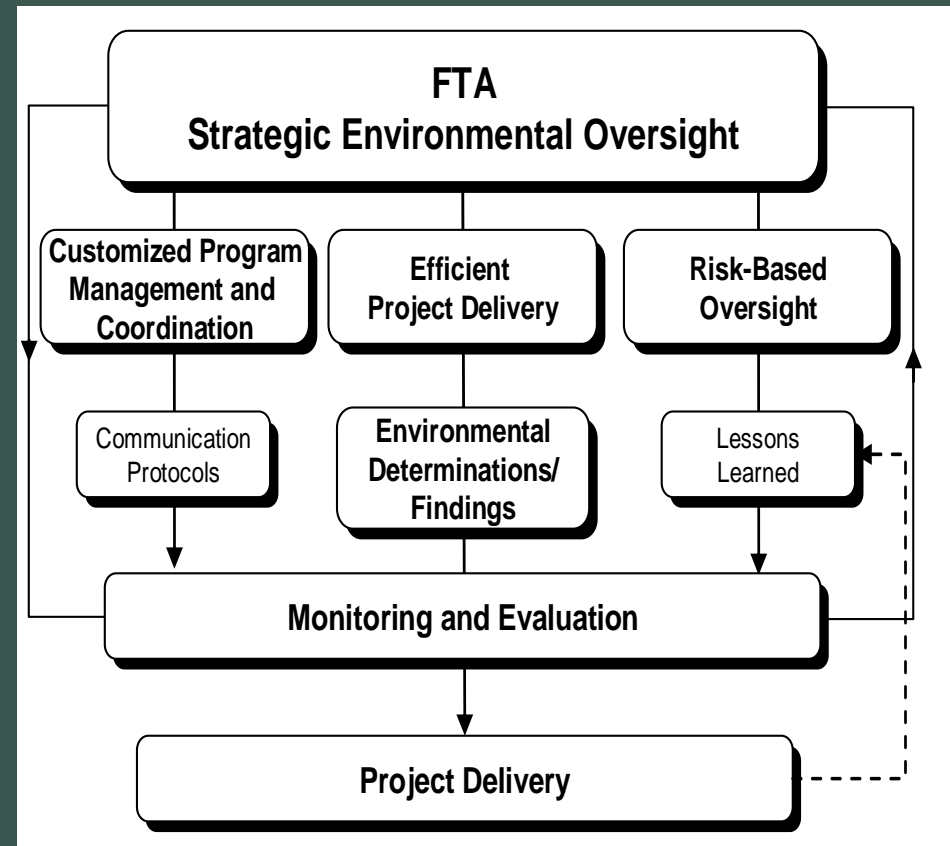 FTA
Strategic Environmental Oversight
Customized Program
Management and
Coordination
Efficient
Project Delivery
Risk-Based
Oversight
Communication
Protocols
Environmental
Determinations/
Findings
Lessons
Learned
Monitoring and Evaluation
Project Delivery